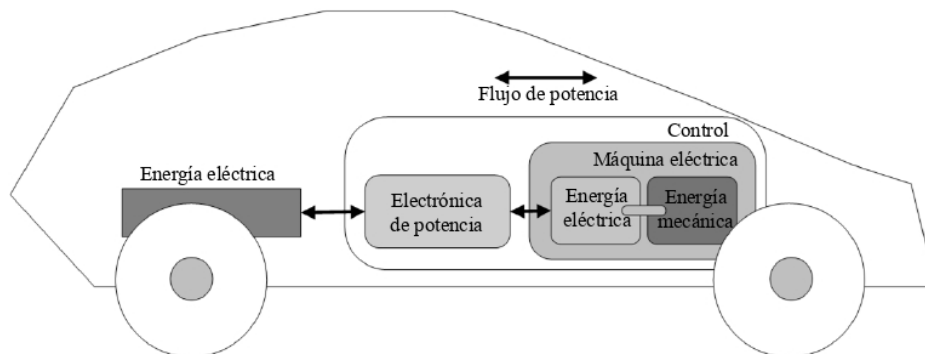 Flujo de potencia
Control
Máquina eléctrica
Energía eléctrica
Electrónica
de potencia
Energía
eléctrica
Energía
mecánica